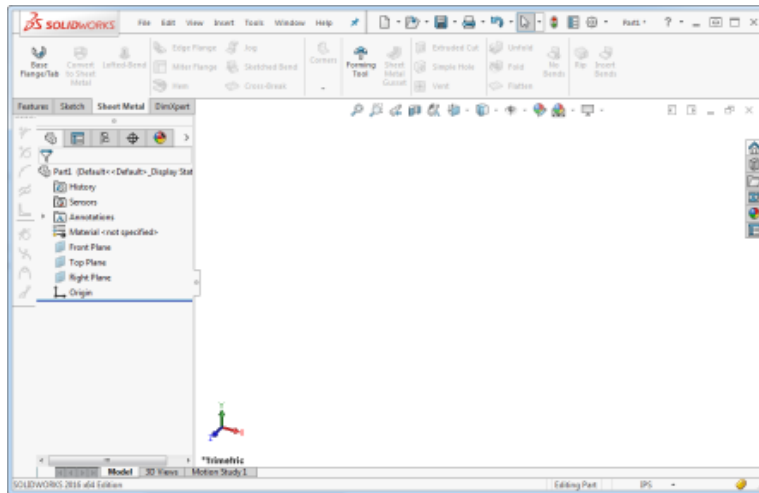 SOLIDWORKS File Edit View Insert Tools Window Help Part1 *
Base Flange/Tab
Convert to Sheet Metal
Lofted-Bend
Edge Flange
Miter Flange
Hem
Jog
Sketched Bend
Cross-Break
Corners
Forming Tool
Sheet Metal Gusset
Extruded Cut
Simple Hole
Vent
Unfold
Fold
Flatten
No Bends
Rip
Insert Bends
Features Sketch Sheet Metal DimXpert
Part1 (Default<<Default>_Display Stat
History
Sensors
Annotations
Material <not specified>
Front Plane
Top Plane
Right Plane
Origin
*Trimetric
Model 3D Views Motion Study 1
SOLIDWORKS 2016 x64 Edition Editing Part IPS